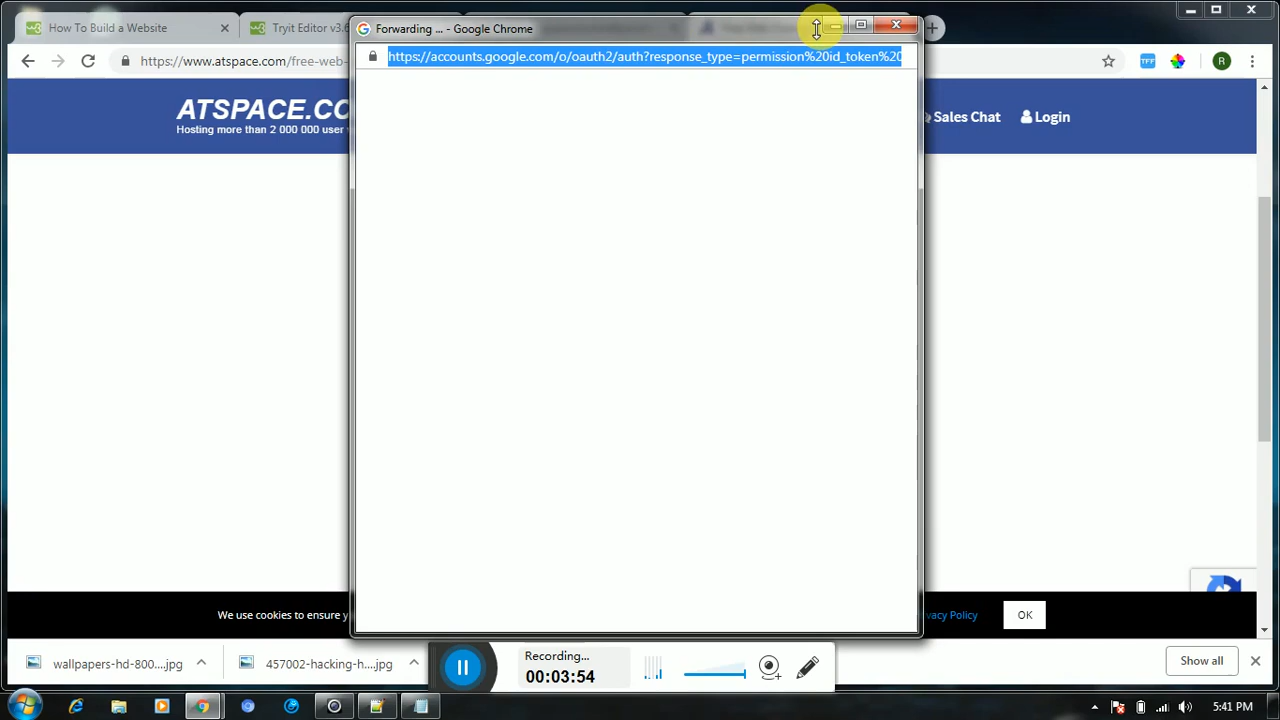 How To Build a Website
Tryit Editor v3.6
Forwarding ... - Google Chrome
https://www.atspace.com/free-web-
https://accounts.google.com/o/oauth2/auth?response_type=permission%20id_token%20
TFF
R
ATSPACE.CO
Hosting more than 2 000 000 user
Sales Chat
Login
We use cookies to ensure y
vacy Policy
OK
wallpapers-hd-800....jpg
457002-hacking-h....jpg
Recording...
00:03:54
Show all
5:41 PM